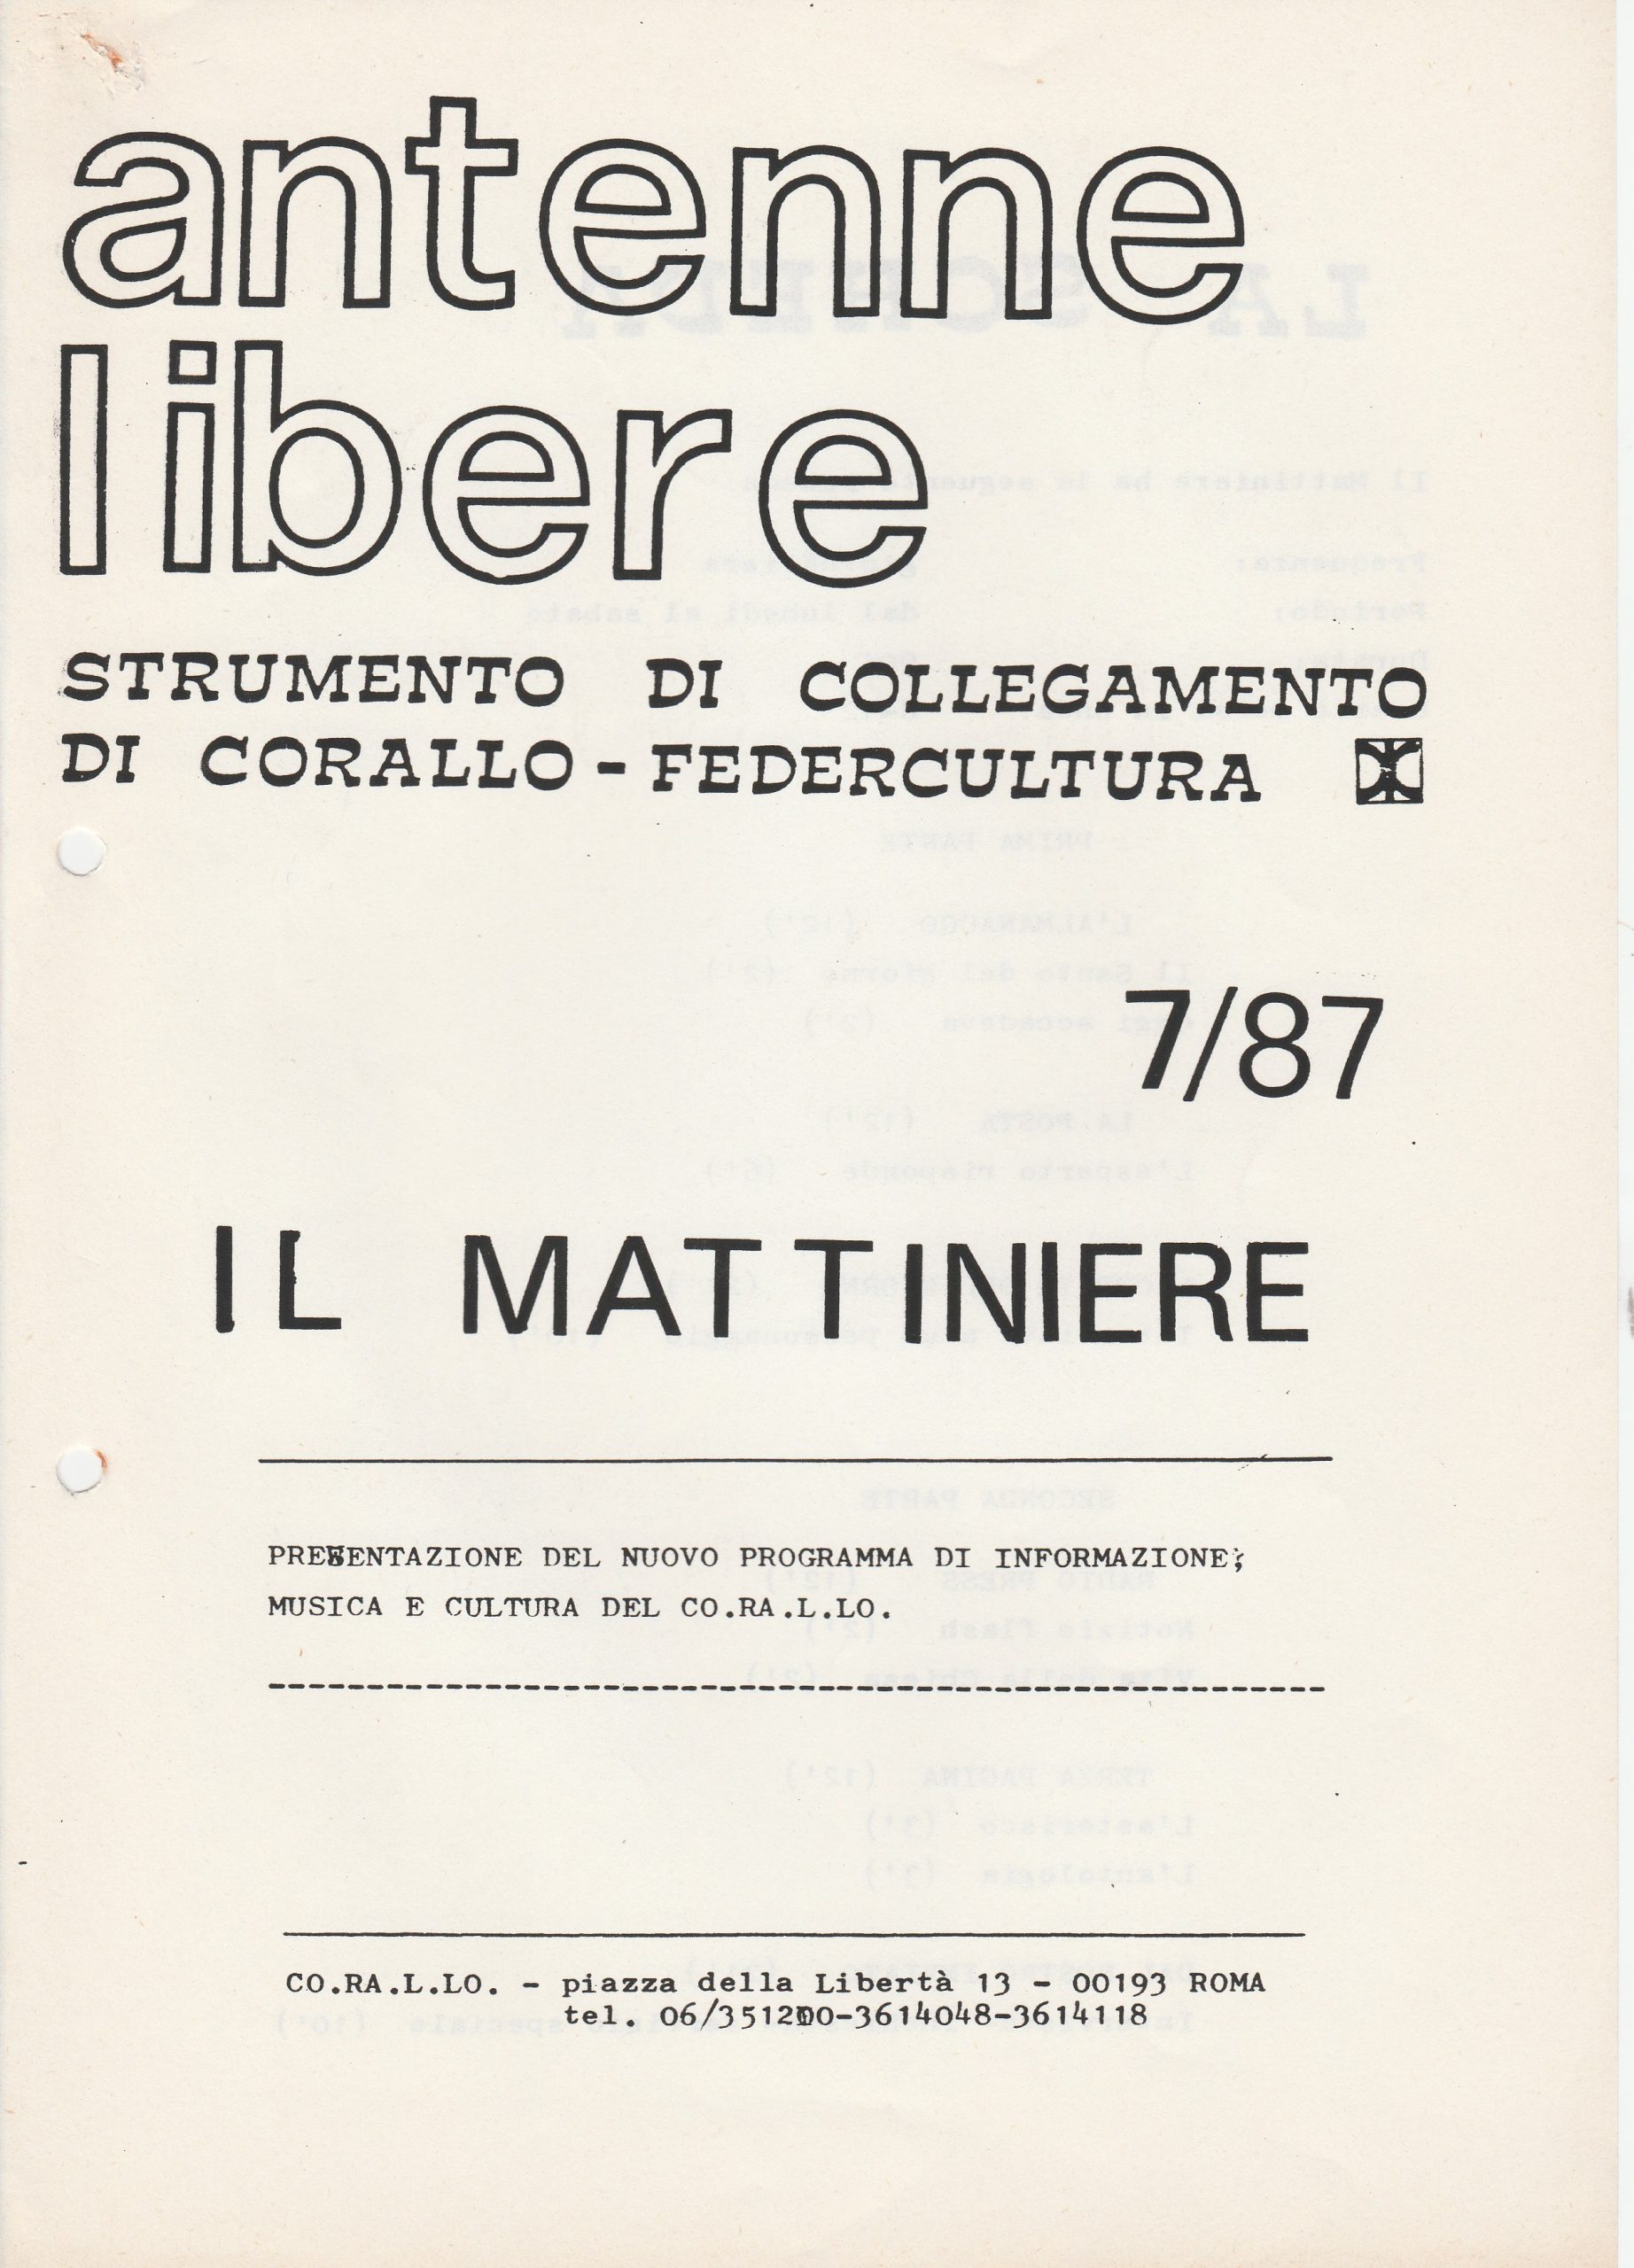 antenne
libere
STRUMENTO DI COLLEGAMENTO
DI CORALLO-FEDERCULTURA
7/87
IL MATTINIERE
PRESENTAZIONE DEL NUOVO PROGRAMMA DI INFORMAZIONE,
MUSICA E CULTURA DEL CO.RA.L.LO.
CO.RA.L.LO. - piazza della Libertà 13 - 00193 ROMA
tel. 06/351200-3614048-3614118